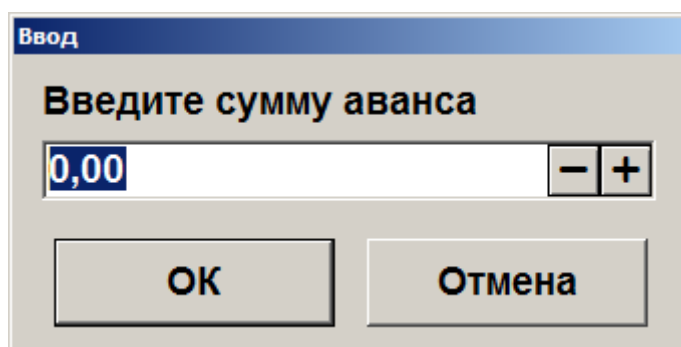 Ввод
Введите сумму аванса
0,00 − +
ОК Отмена